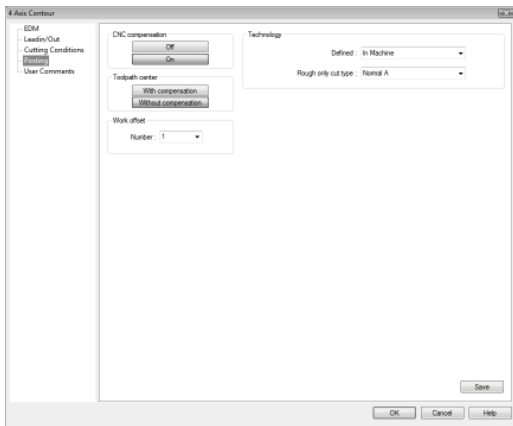 4 Axis Contour
EDM
Leadin/Out
Cutting Conditions
Posting
User Comments
CNC compensation
Off
On
Toolpath center
With compensation
Without compensation
Work offset
Number: 1
Technology
Defined : In Machine
Rough only cut type : Normal A
Save
OK
Cancel
Help